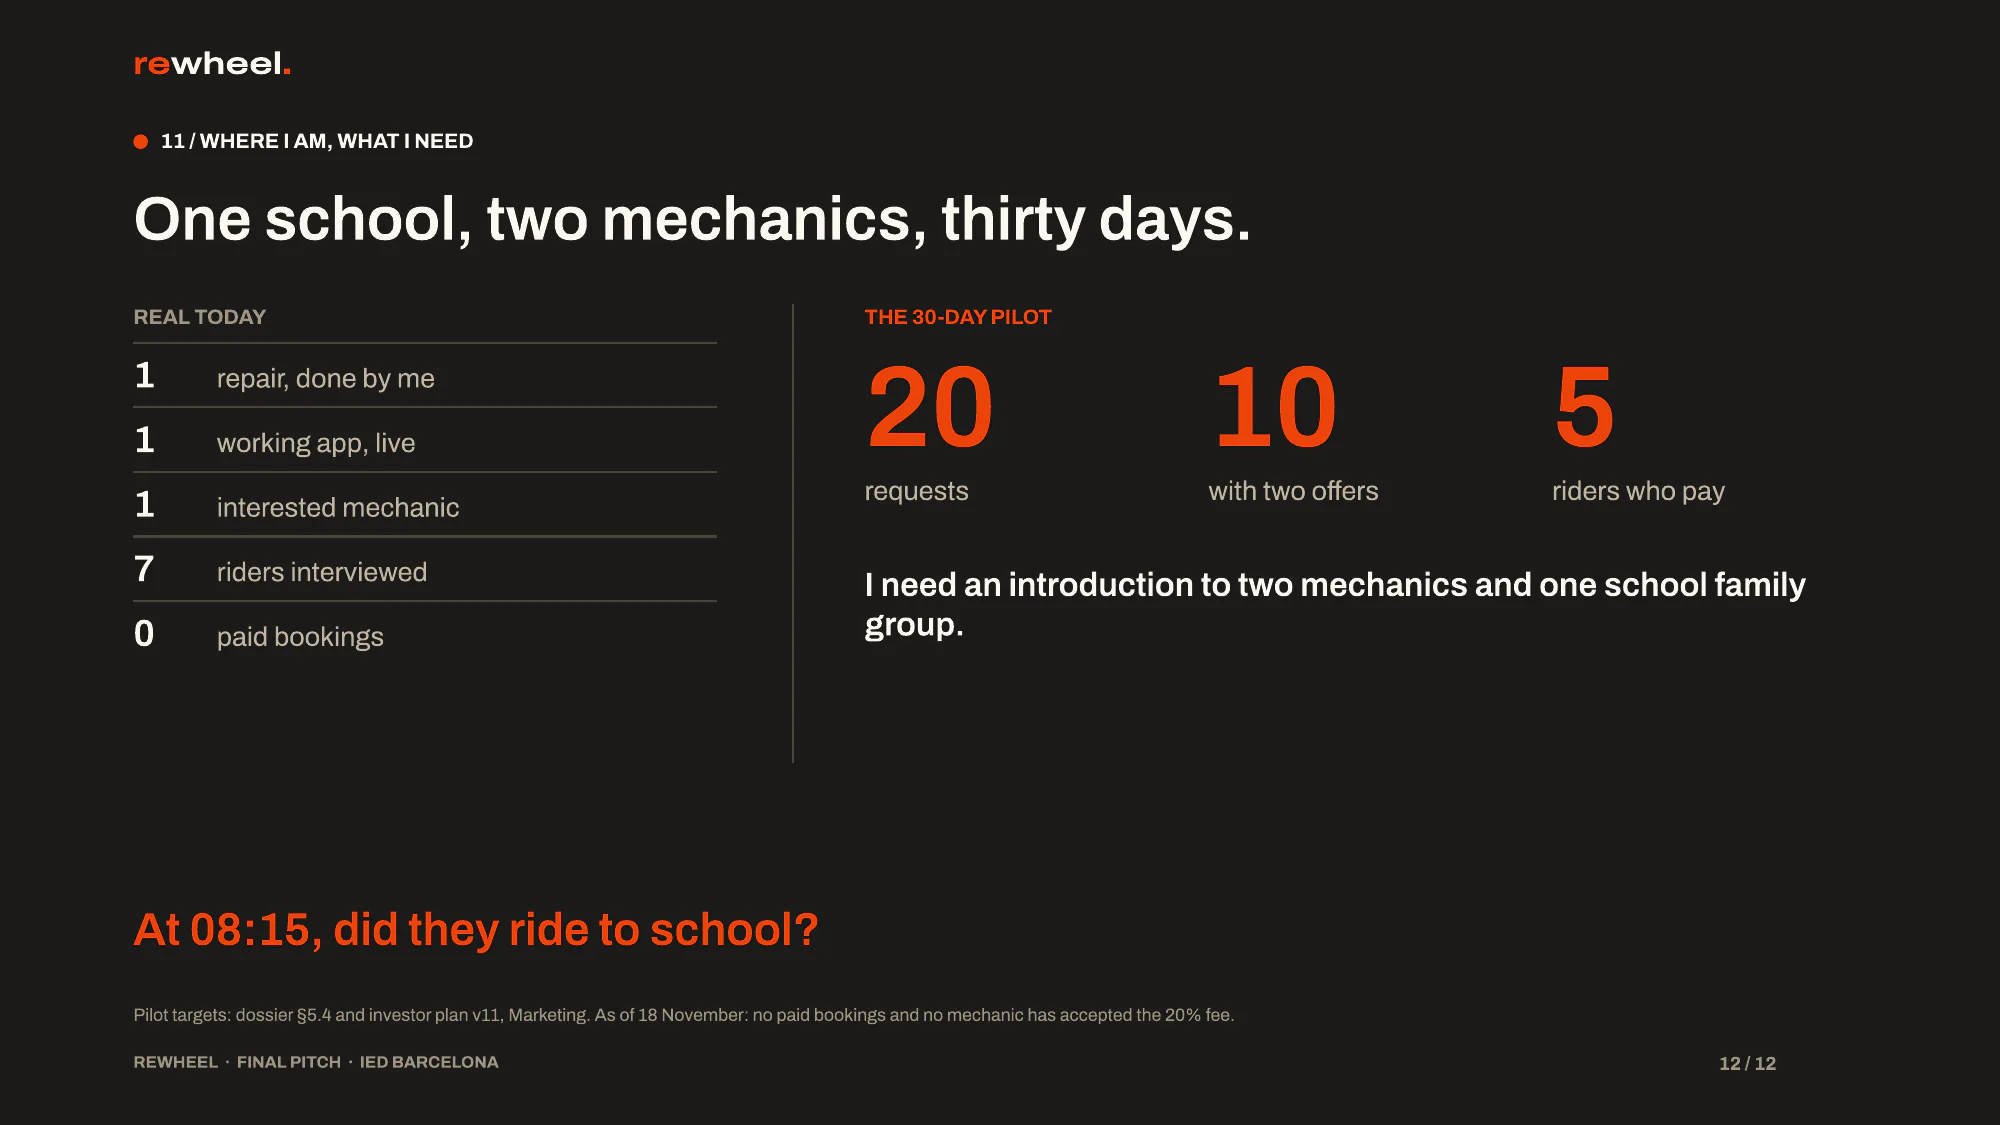 rewheel.
11 / WHERE I AM, WHAT I NEED
One school, two mechanics, thirty days.
REAL TODAY
1 repair, done by me
1 working app, live
1 interested mechanic
7 riders interviewed
0 paid bookings
THE 30-DAY PILOT
20 10 5
requests with two offers riders who pay
I need an introduction to two mechanics and one school family
group.
At 08:15, did they ride to school?
Pilot targets: dossier §5.4 and investor plan v11, Marketing. As of 18 November: no paid bookings and no mechanic has accepted the 20% fee.
REWHEEL · FINAL PITCH · IED BARCELONA
12 / 12